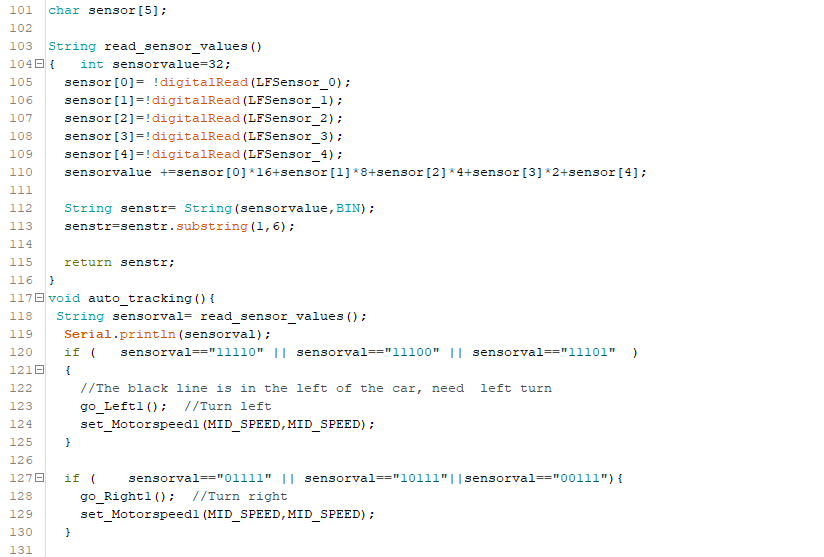 101 char sensor[5];
102
103 String read_sensor_values()
104 {   int sensorvalue=32;
105   sensor[0]= !digitalRead(LFSensor_0);
106   sensor[1]=!digitalRead(LFSensor_1);
107   sensor[2]=!digitalRead(LFSensor_2);
108   sensor[3]=!digitalRead(LFSensor_3);
109   sensor[4]=!digitalRead(LFSensor_4);
110   sensorvalue +=sensor[0]*16+sensor[1]*8+sensor[2]*4+sensor[3]*2+sensor[4];
111
112   String senstr= String(sensorvalue,BIN);
113   senstr=senstr.substring(1,6);
114
115   return senstr;
116 }
117 void auto_tracking(){
118  String sensorval= read_sensor_values();
119   Serial.println(sensorval);
120   if (   sensorval=="11110" || sensorval=="11100" || sensorval=="11101"  )
121   {
122     //The black line is in the left of the car, need  left turn
123     go_Left1();  //Turn left
124     set_Motorspeed1(MID_SPEED,MID_SPEED);
125   }
126
127   if (    sensorval=="01111" || sensorval=="10111"||sensorval=="00111"){
128     go_Right1();  //Turn right
129     set_Motorspeed1(MID_SPEED,MID_SPEED);
130   }
131